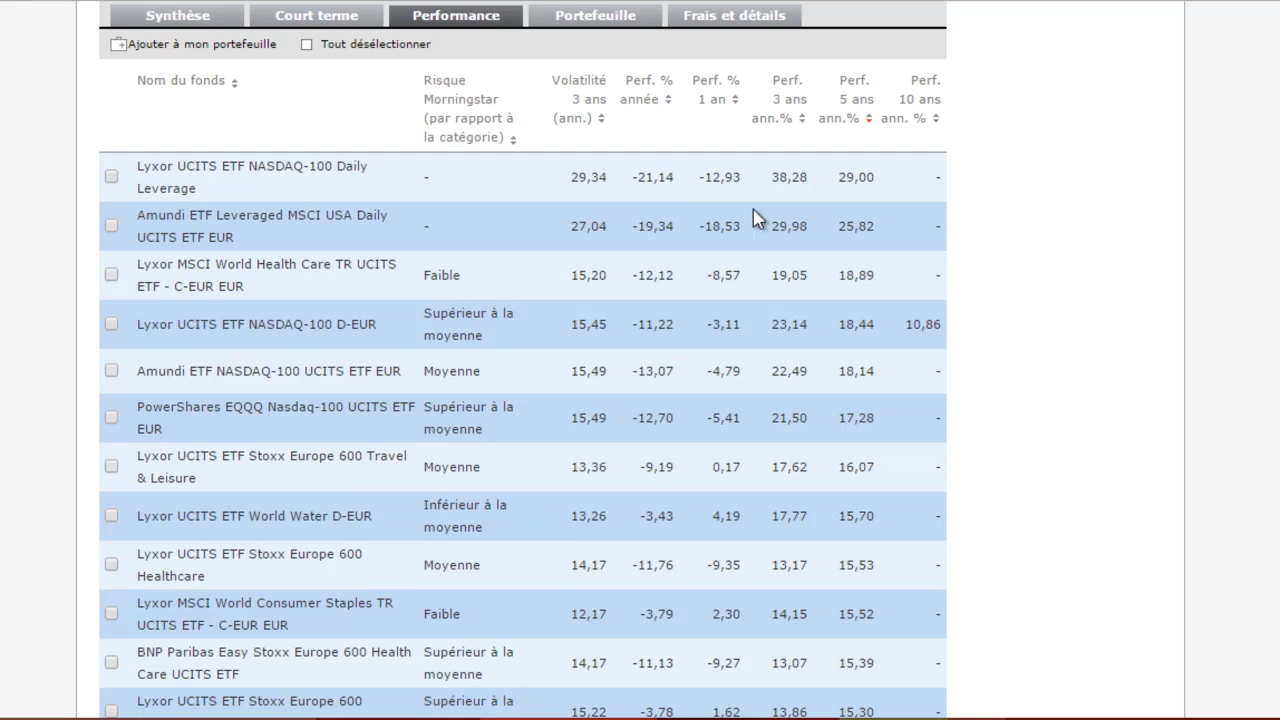 Synthèse Court terme Performance Portefeuille Frais et détails
Ajouter à mon portefeuille Tout désélectionner
Nom du fonds Risque Volatilité Perf. % Perf. % Perf. Perf. Perf.
Morningstar 3 ans année 1 an 3 ans 5 ans 10 ans
(par rapport à (ann.) ann.% ann.% ann. %
la catégorie)
Lyxor UCITS ETF NASDAQ-100 Daily
Leverage - 29,34 -21,14 -12,93 38,28 29,00 -
Amundi ETF Leveraged MSCI USA Daily
UCITS ETF EUR - 27,04 -19,34 -18,53 29,98 25,82 -
Lyxor MSCI World Health Care TR UCITS
ETF - C-EUR EUR Faible 15,20 -12,12 -8,57 19,05 18,89 -
Lyxor UCITS ETF NASDAQ-100 D-EUR Supérieur à la
moyenne 15,45 -11,22 -3,11 23,14 18,44 10,86
Amundi ETF NASDAQ-100 UCITS ETF EUR Moyenne 15,49 -13,07 -4,79 22,49 18,14 -
PowerShares EQQQ Nasdaq-100 UCITS ETF Supérieur à la
EUR moyenne 15,49 -12,70 -5,41 21,50 17,28 -
Lyxor UCITS ETF Stoxx Europe 600 Travel
& Leisure Moyenne 13,36 -9,19 0,17 17,62 16,07 -
Lyxor UCITS ETF World Water D-EUR Inférieur à la
moyenne 13,26 -3,43 4,19 17,77 15,70 -
Lyxor UCITS ETF Stoxx Europe 600
Healthcare Moyenne 14,17 -11,76 -9,35 13,17 15,53 -
Lyxor MSCI World Consumer Staples TR
UCITS ETF - C-EUR EUR Faible 12,17 -3,79 2,30 14,15 15,52 -
BNP Paribas Easy Stoxx Europe 600 Health Supérieur à la
Care UCITS ETF moyenne 14,17 -11,13 -9,27 13,07 15,39 -
Lyxor UCITS ETF Stoxx Europe 600 Supérieur à la
15,22 -3,78 1,62 13,86 15,30 -